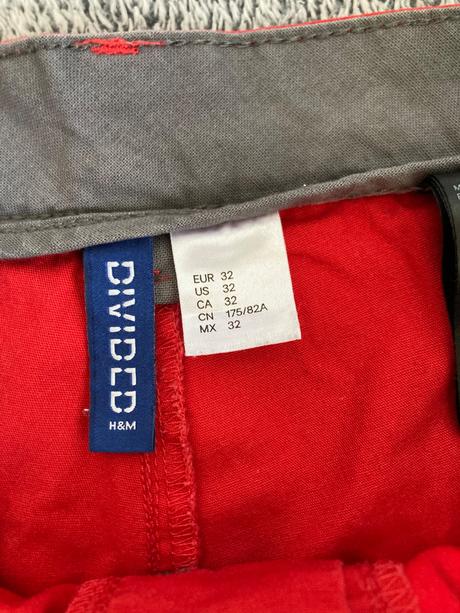 DIVIDED
H&M
EUR 32
US 32
CA 32
CN 175/82A
MX 32